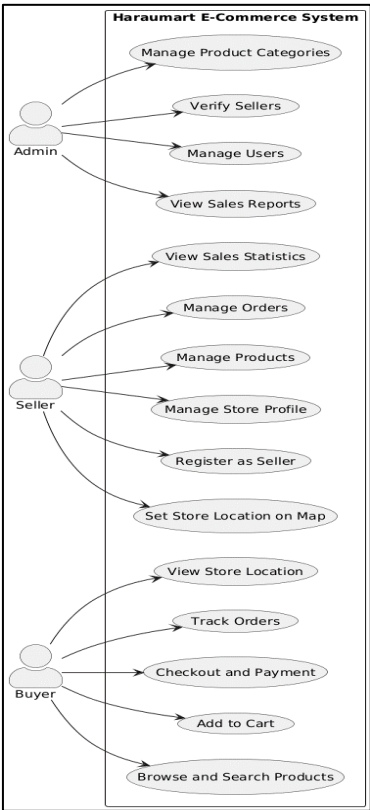 Haraumart E-Commerce System
Manage Product Categories
Verify Sellers
Admin
Manage Users
View Sales Reports
View Sales Statistics
Manage Orders
Manage Products
Seller
Manage Store Profile
Register as Seller
Set Store Location on Map
View Store Location
Track Orders
Checkout and Payment
Buyer
Add to Cart
Browse and Search Products